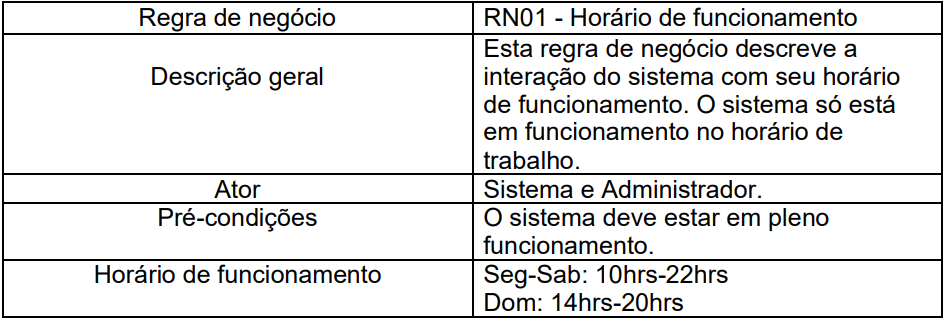 Regra de negócio
RN01 - Horário de funcionamento
Descrição geral
Esta regra de negócio descreve a
interação do sistema com seu horário
de funcionamento. O sistema só está
em funcionamento no horário de
trabalho.
Ator
Sistema e Administrador.
Pré-condições
O sistema deve estar em pleno
funcionamento.
Horário de funcionamento
Seg-Sab: 10hrs-22hrs
Dom: 14hrs-20hrs